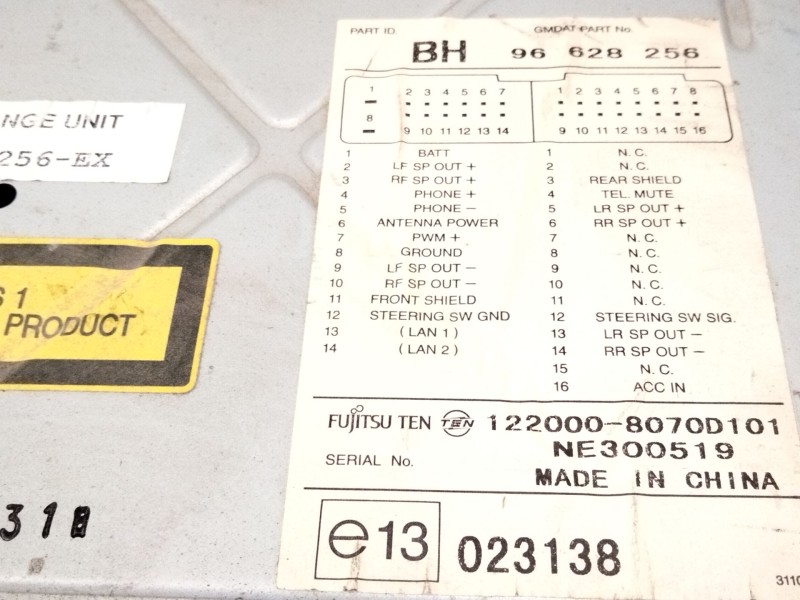 PART ID. GMDAT PART No.
BH 96 628 256
1 2 3 4 5 6 7 1 2 3 4 5 6 7 8
8 9 10 11 12 13 14 9 10 11 12 13 14 15 16
1 BATT 1 N.C.
2 LF SP OUT + 2 N.C.
3 RF SP OUT + 3 REAR SHIELD
4 PHONE + 4 TEL. MUTE
5 PHONE − 5 LR SP OUT +
6 ANTENNA POWER 6 RR SP OUT +
7 PWM + 7 N.C.
8 GROUND 8 N.C.
9 LF SP OUT − 9 N.C.
10 RF SP OUT − 10 N.C.
11 FRONT SHIELD 11 N.C.
12 STEERING SW GND 12 STEERING SW SIG.
13 (LAN 1) 13 LR SP OUT −
14 (LAN 2) 14 RR SP OUT −
15 N.C.
16 ACC IN
FUJITSU TEN TEN 122000-8070D101
SERIAL No. NE300519
MADE IN CHINA
e13 023138
3110
NGE UNIT
256-EX
S 1
PRODUCT